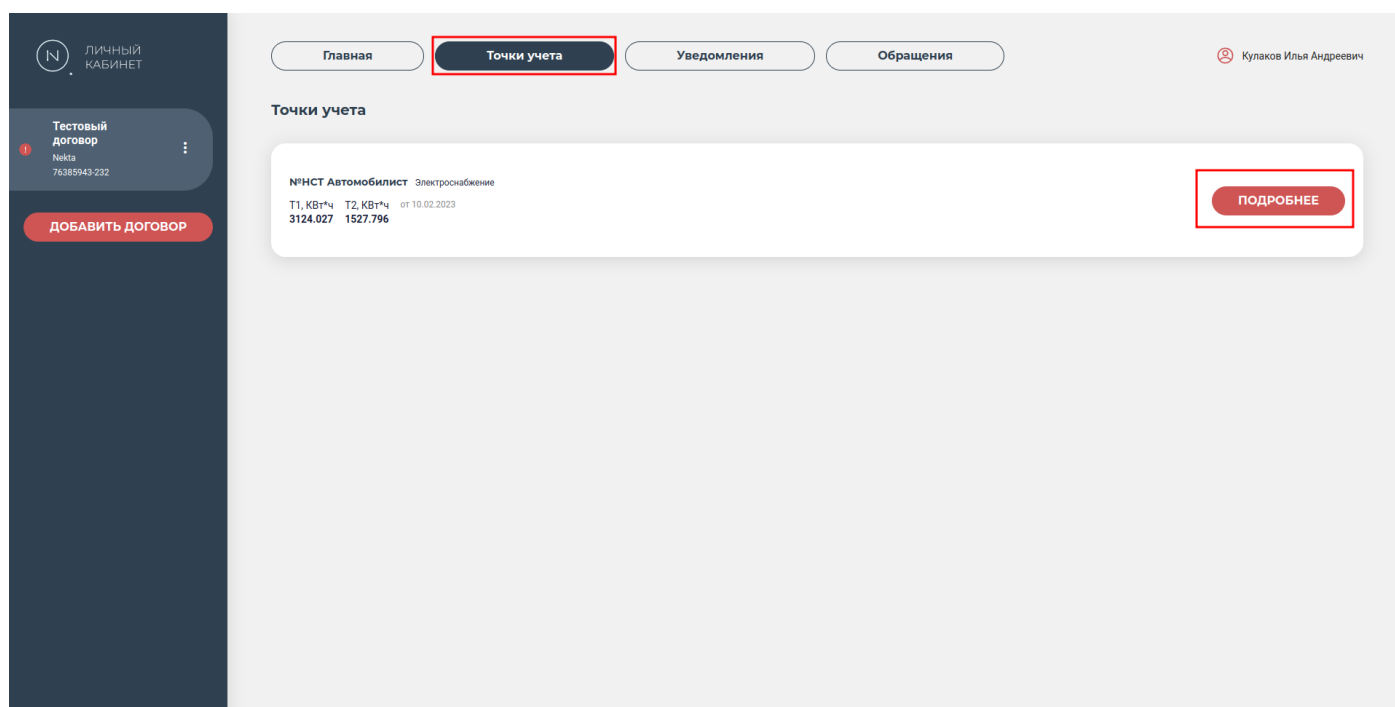 ЛИЧНЫЙ
КАБИНЕТ
Главная
Точки учета
Уведомления
Обращения
Кулаков Илья Андреевич
Тестовый
договор
Nekta
76385943-232
ДОБАВИТЬ ДОГОВОР
Точки учета
№НСТ Автомобилист Электроснабжение
Т1, КВт*ч Т2, КВт*ч от 10.02.2023
3124.027 1527.796
ПОДРОБНЕЕ